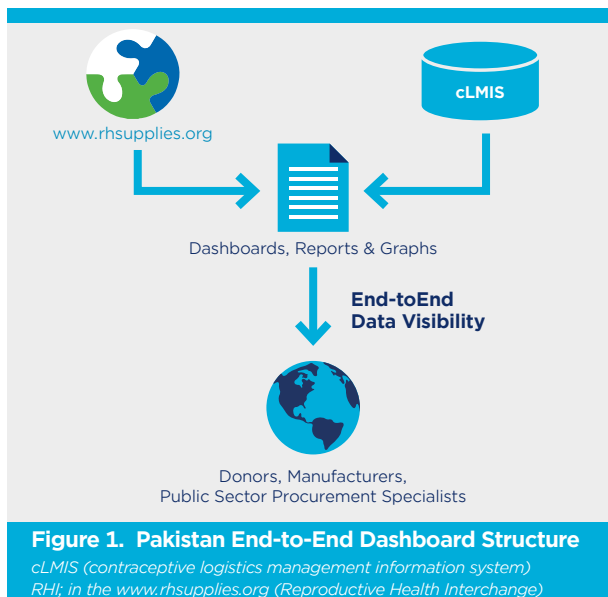 www.rhsupplies.org
cLMIS
Dashboards, Reports & Graphs
End-toEnd
Data Visibility
Donors, Manufacturers,
Public Sector Procurement Specialists
Figure 1. Pakistan End-to-End Dashboard Structure
cLMIS (contraceptive logistics management information system)
RHI; in the www.rhsupplies.org (Reproductive Health Interchange)